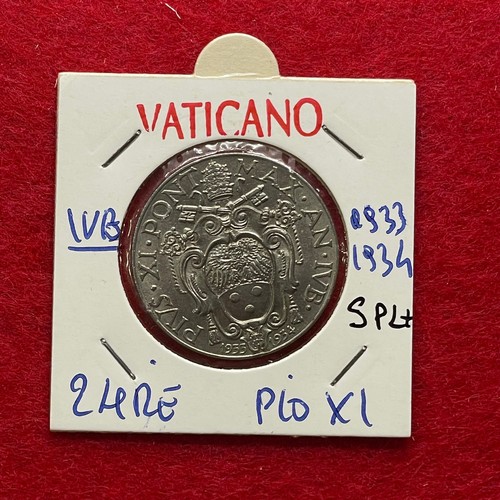 VATICANO
IVB
1933
1934
SPL+
PIVS·XI·PONT·MAX·AN·IVB·
1933 1934
2 LIRE
PIO XI